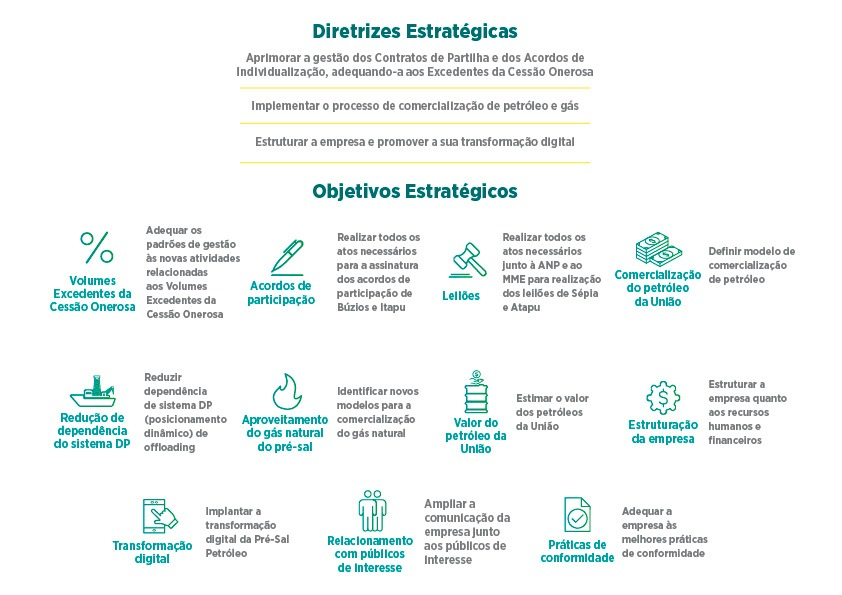 Diretrizes Estratégicas
Aprimorar a gestão dos Contratos de Partilha e dos Acordos de
Individualização, adequando-a aos Excedentes da Cessão Onerosa
Implementar o processo de comercialização de petróleo e gás
Estruturar a empresa e promover a sua transformação digital
Objetivos Estratégicos
Volumes
Excedentes da
Cessão Onerosa
Adequar os
padrões de gestão
às novas atividades
relacionadas
aos Volumes
Excedentes da
Cessão Onerosa
Acordos de
participação
Realizar todos os
atos necessários
para a assinatura
dos acordos de
participação de
Búzios e Itapu
Leilões
Realizar todos os
atos necessários
junto à ANP e ao
MME para realização
dos leilões de Sépia
e Atapu
Comercialização
do petróleo
da União
Definir modelo de
comercialização
de petróleo
Redução de
dependência
do sistema DP
Reduzir
dependência
de sistema DP
(posicionamento
dinâmico) de
offloading
Aproveitamento
do gás natural
do pré-sal
Identificar novos
modelos para a
comercialização
do gás natural
Valor do
petróleo da
União
Estimar o valor
dos petróleos
da União
Estruturação
da empresa
Estruturar a
empresa quanto
aos recursos
humanos e
financeiros
Transformação
digital
Implantar a
transformação
digital da Pré-Sal
Petróleo
Relacionamento
com públicos
de interesse
Ampliar a
comunicação da
empresa junto
aos públicos de
interesse
Práticas de
conformidade
Adequar a
empresa às
melhores práticas
de conformidade